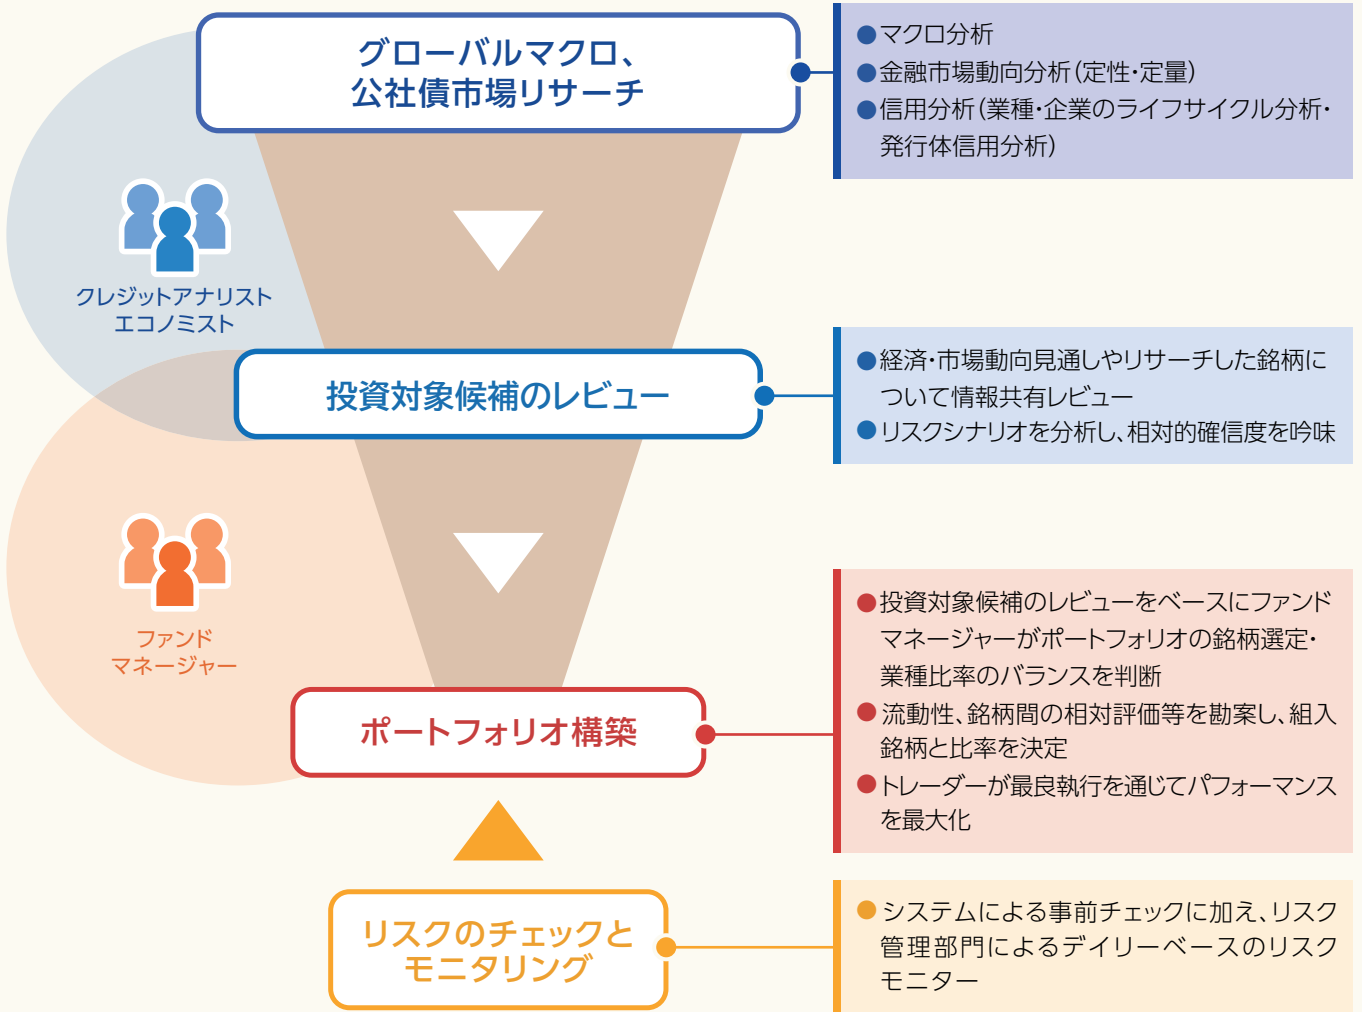 グローバルマクロ、
公社債市場リサーチ
●マクロ分析
●金融市場動向分析(定性・定量)
●信用分析(業種・企業のライフサイクル分析・
発行体信用分析)
クレジットアナリスト
エコノミスト
投資対象候補のレビュー
●経済・市場動向見通しやリサーチした銘柄に
ついて情報共有レビュー
●リスクシナリオを分析し、相対的確信度を吟味
ファンド
マネージャー
ポートフォリオ構築
●投資対象候補のレビューをベースにファンド
マネージャーがポートフォリオの銘柄選定・
業種比率のバランスを判断
●流動性、銘柄間の相対評価等を勘案し、組入
銘柄と比率を決定
●トレーダーが最良執行を通じてパフォーマンス
を最大化
リスクのチェックと
モニタリング
●システムによる事前チェックに加え、リスク
管理部門によるデイリーベースのリスク
モニター